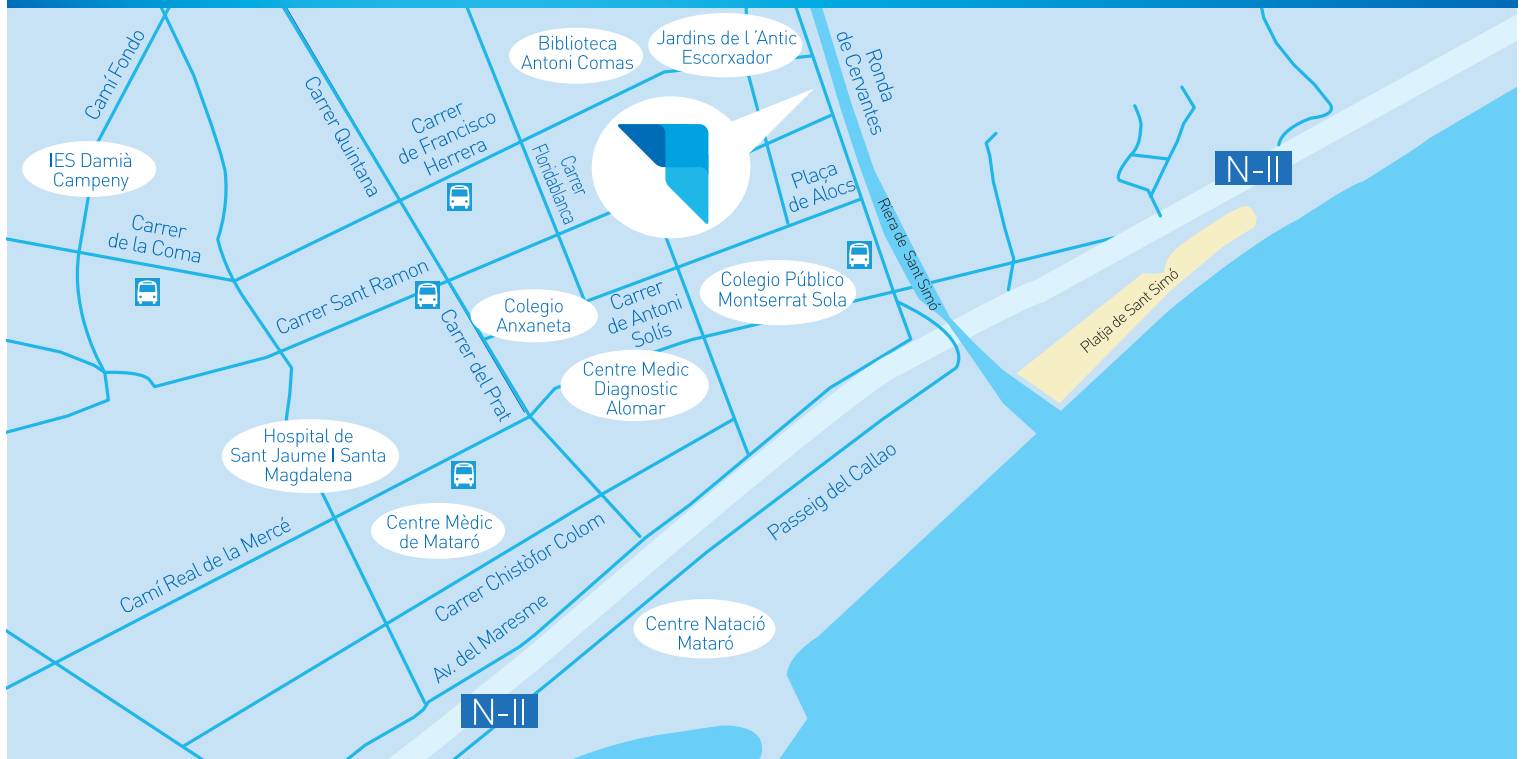 Camí Fondo
Carrer Quintana
Biblioteca
Antoni Comas
Jardins de l 'Antic
Escorxador
Ronda
de Cervantes
IES Damià
Campeny
Carrer
de Francisco
Herrera
Carrer
Floridablanca
Plaça
de Alocs
N-II
Carrer
de la Coma
Riera de Sant Simó
Carrer Sant Ramon
Colegio
Anxaneta
Carrer
de Antoni
Solís
Colegio Público
Montserrat Sola
Platja de Sant Simó
Carrer del Prat
Centre Medic
Diagnostic
Alomar
Hospital de
Sant Jaume I Santa
Magdalena
Centre Mèdic
de Mataró
Passeig del Callao
Camí Real de la Mercé
Carrer Chistòfor Colom
Av. del Maresme
Centre Natació
Mataró
N-II